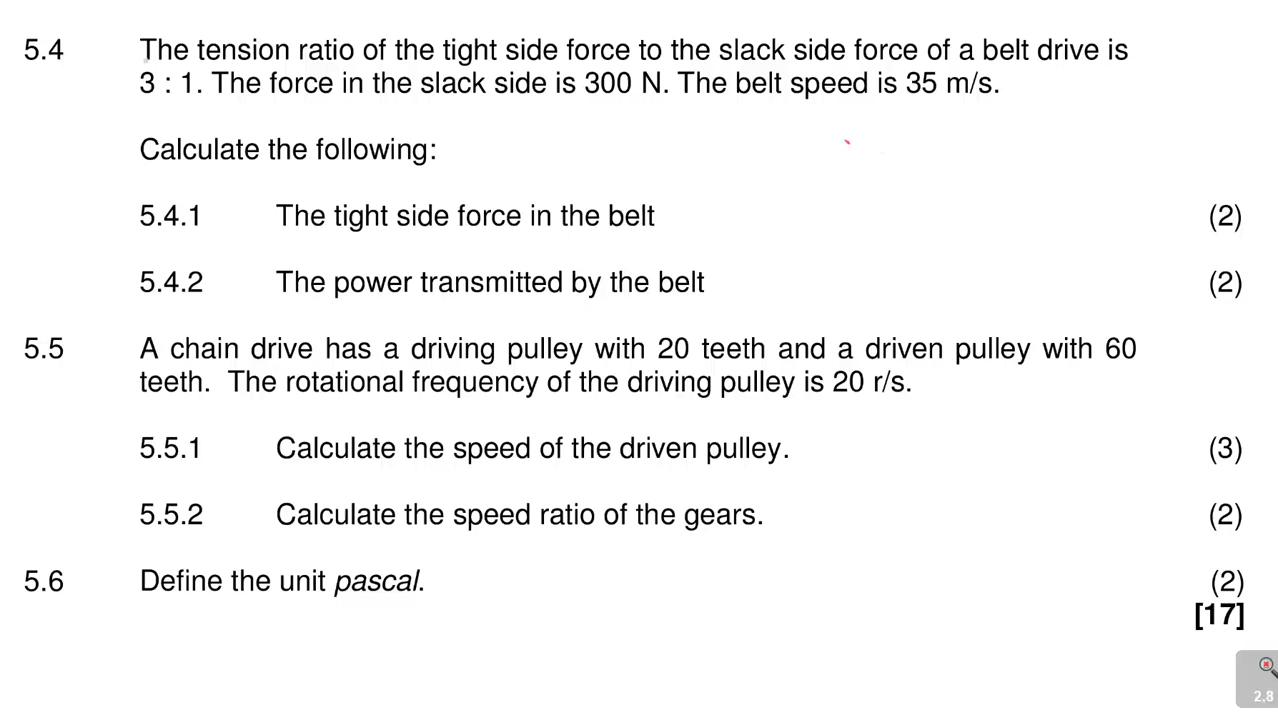 5.4 The tension ratio of the tight side force to the slack side force of a belt drive is
3 : 1. The force in the slack side is 300 N. The belt speed is 35 m/s.
Calculate the following:
5.4.1 The tight side force in the belt (2)
5.4.2 The power transmitted by the belt (2)
5.5 A chain drive has a driving pulley with 20 teeth and a driven pulley with 60
teeth. The rotational frequency of the driving pulley is 20 r/s.
5.5.1 Calculate the speed of the driven pulley. (3)
5.5.2 Calculate the speed ratio of the gears. (2)
5.6 Define the unit pascal. (2)
[17]
2,8